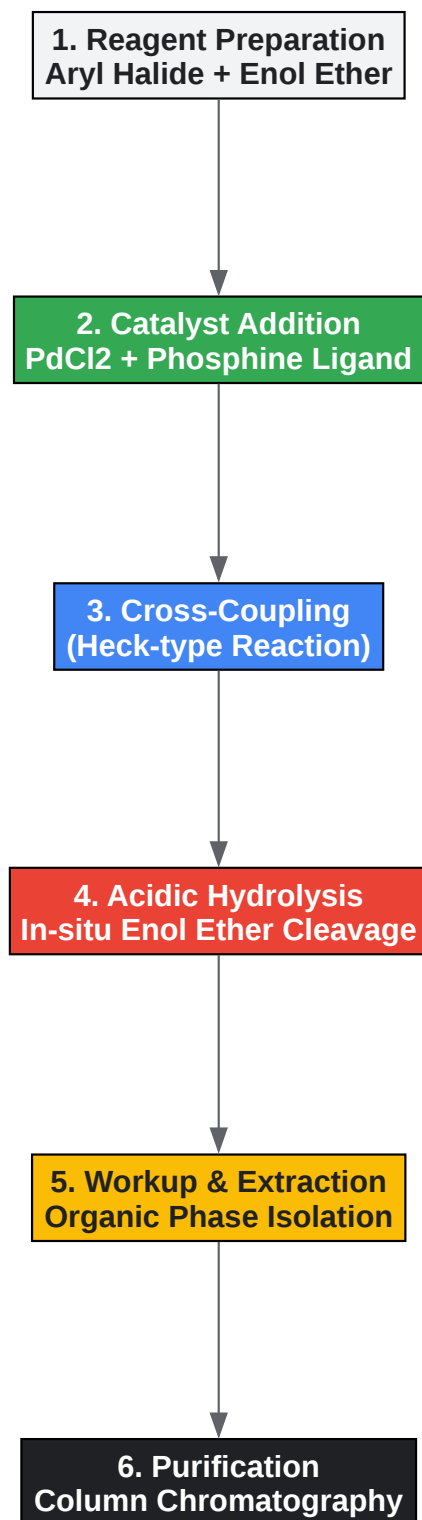 1. Reagent Preparation
Aryl Halide + Enol Ether
2. Catalyst Addition
PdCl2 + Phosphine Ligand
3. Cross-Coupling
(Heck-type Reaction)
4. Acidic Hydrolysis
In-situ Enol Ether Cleavage
5. Workup & Extraction
Organic Phase Isolation
6. Purification
Column Chromatography